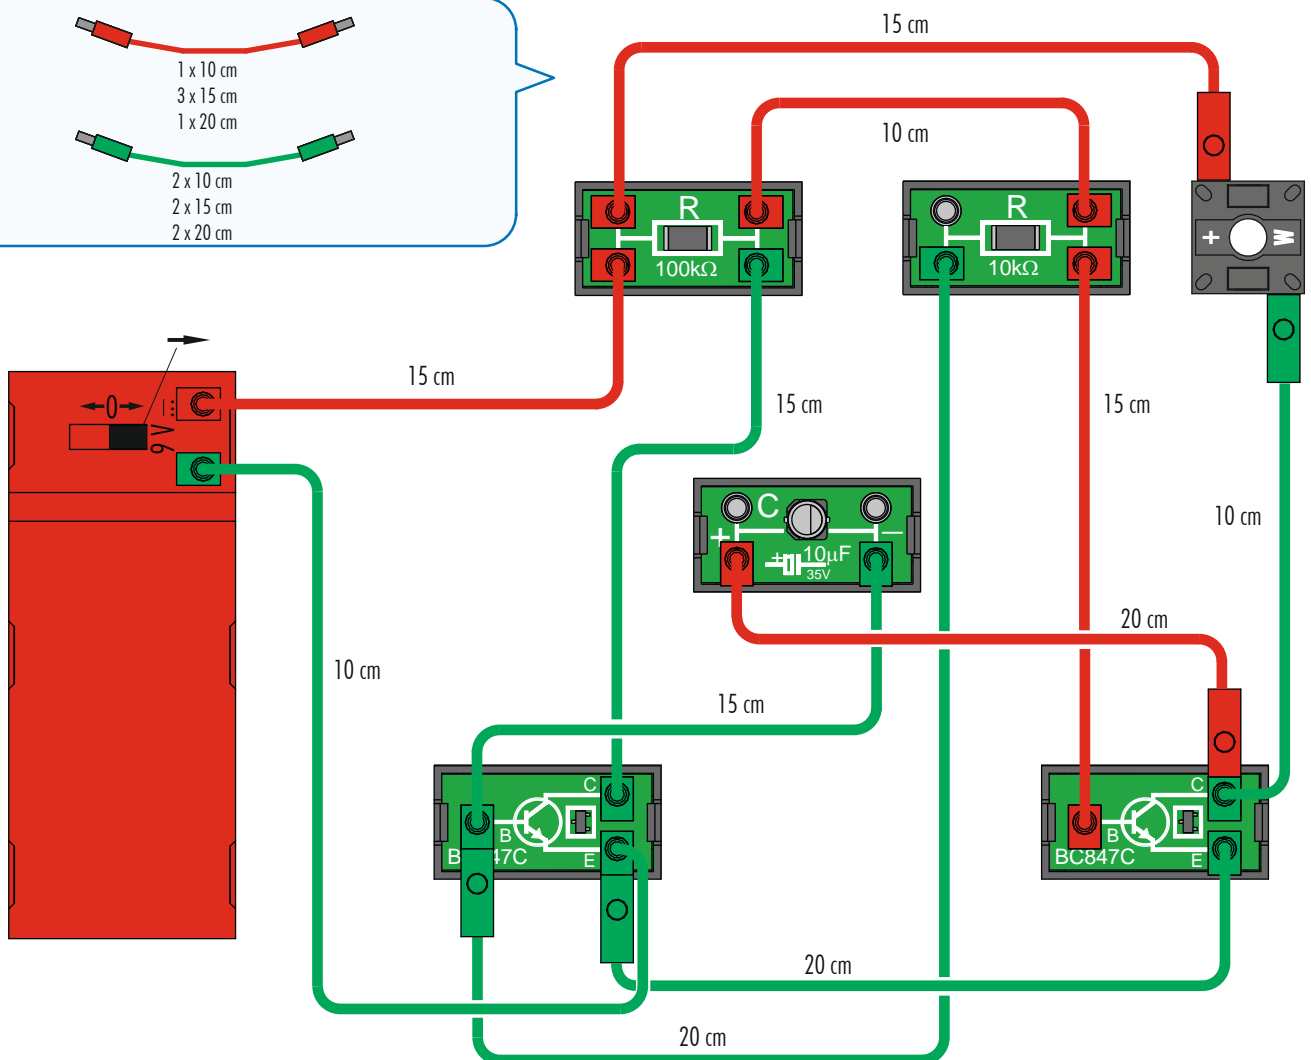 1 x 10 cm
3 x 15 cm
1 x 20 cm
2 x 10 cm
2 x 15 cm
2 x 20 cm
15 cm
10 cm
R
100kΩ
R
10kΩ
+ W
0
9 V
15 cm
15 cm
15 cm
C
+ −
+ 10µF
35V
10 cm
20 cm
10 cm
15 cm
C
B
E
C
B
BC847C
E
20 cm
20 cm